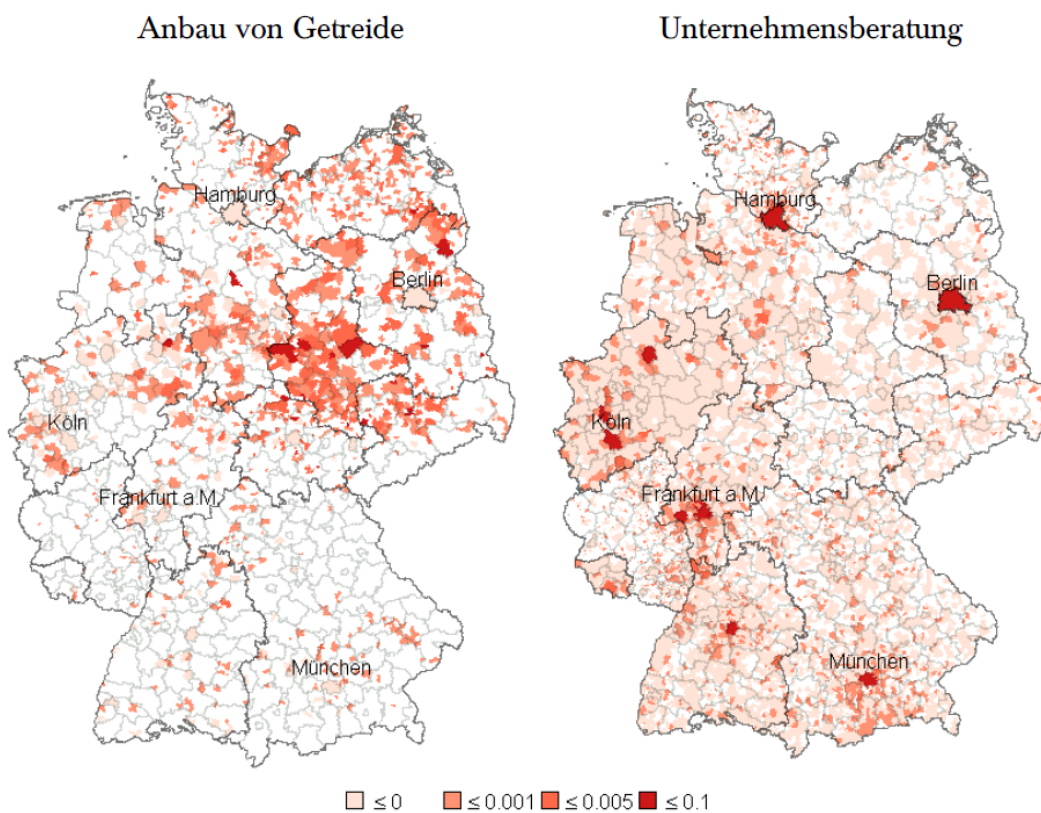 Anbau von Getreide
Unternehmensberatung
Hamburg
Berlin
Köln
Frankfurt a.M.
München
Hamburg
Berlin
Köln
Frankfurt a.M.
München
≤ 0 ≤ 0.001 ≤ 0.005 ≤ 0.1